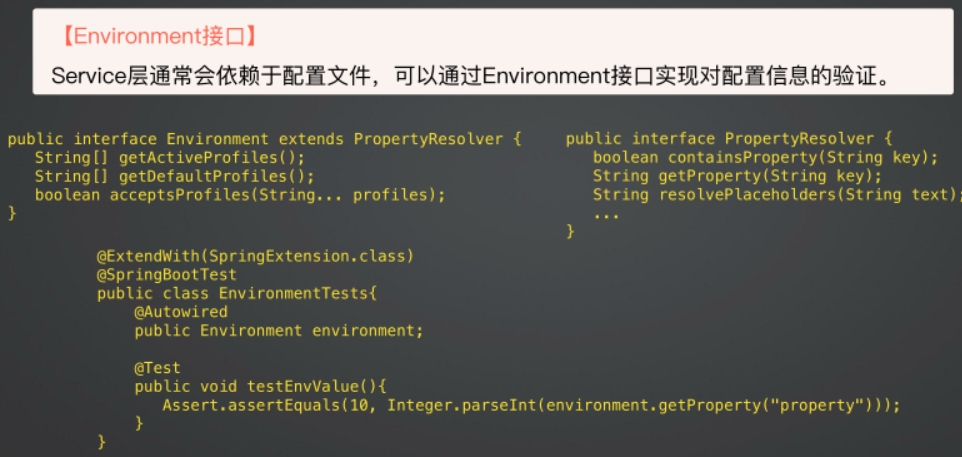 【Environment接口】
Service层通常会依赖于配置文件，可以通过Environment接口实现对配置信息的验证。
public interface Environment extends PropertyResolver {
String[] getActiveProfiles();
String[] getDefaultProfiles();
boolean acceptsProfiles(String... profiles);
}
public interface PropertyResolver {
boolean containsProperty(String key);
String getProperty(String key);
String resolvePlaceholders(String text);
...
}
@ExtendWith(SpringExtension.class)
@SpringBootTest
public class EnvironmentTests{
@Autowired
public Environment environment;
@Test
public void testEnvValue(){
Assert.assertEquals(10, Integer.parseInt(environment.getProperty("property")));
}
}